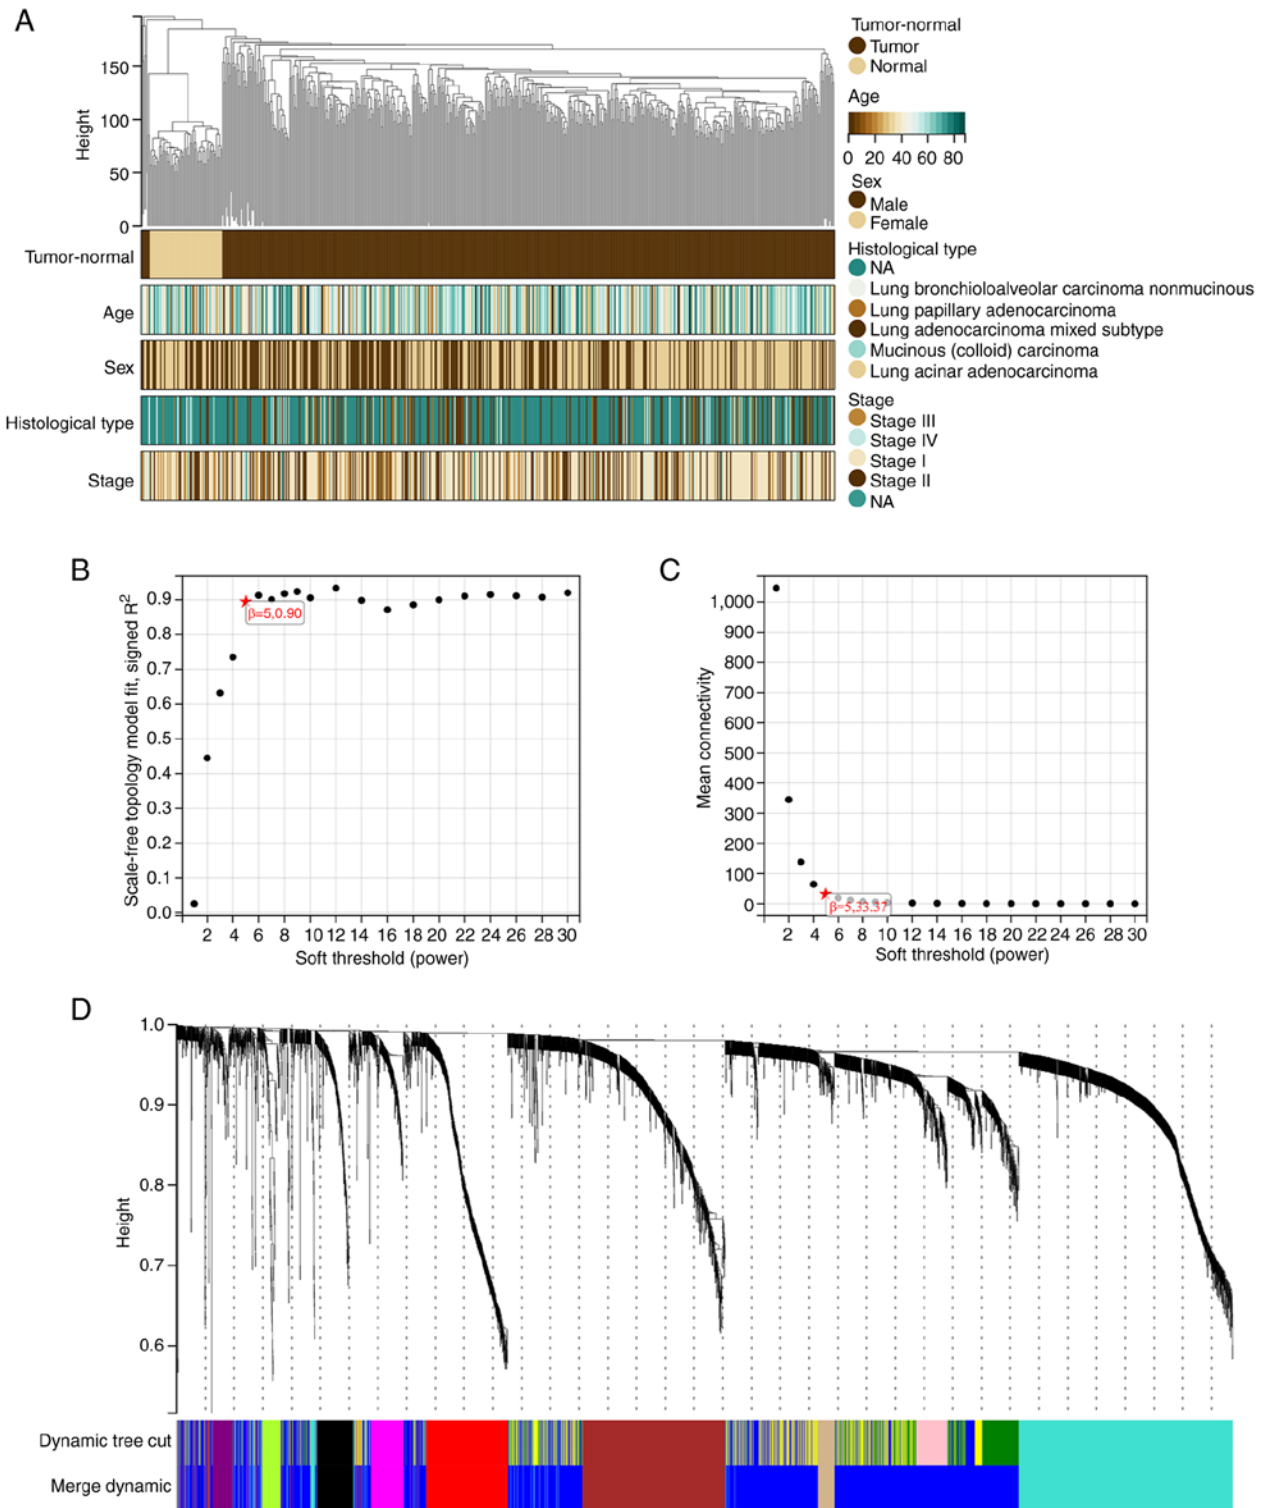 A
Height
150
100
50
0
Tumor-normal
Age
Sex
Histological type
Stage
Tumor-normal
Tumor
Normal
Age
0 20 40 60 80
Sex
Male
Female
Histological type
NA
Lung bronchioloalveolar carcinoma nonmucinous
Lung papillary adenocarcinoma
Lung adenocarcinoma mixed subtype
Mucinous (colloid) carcinoma
Lung acinar adenocarcinoma
Stage
Stage III
Stage IV
Stage I
Stage II
NA
B
Scale-free topology model fit, signed R²
0.9
0.8
0.7
0.6
0.5
0.4
0.3
0.2
0.1
0.0
β=5,0.90
2 4 6 8 10 12 14 16 18 20 22 24 26 28 30
Soft threshold (power)
C
Mean connectivity
1,000
900
800
700
600
500
400
300
200
100
0
β=5,33.37
2 4 6 8 10 12 14 16 18 20 22 24 26 28 30
Soft threshold (power)
D
Height
1.0
0.9
0.8
0.7
0.6
Dynamic tree cut
Merge dynamic